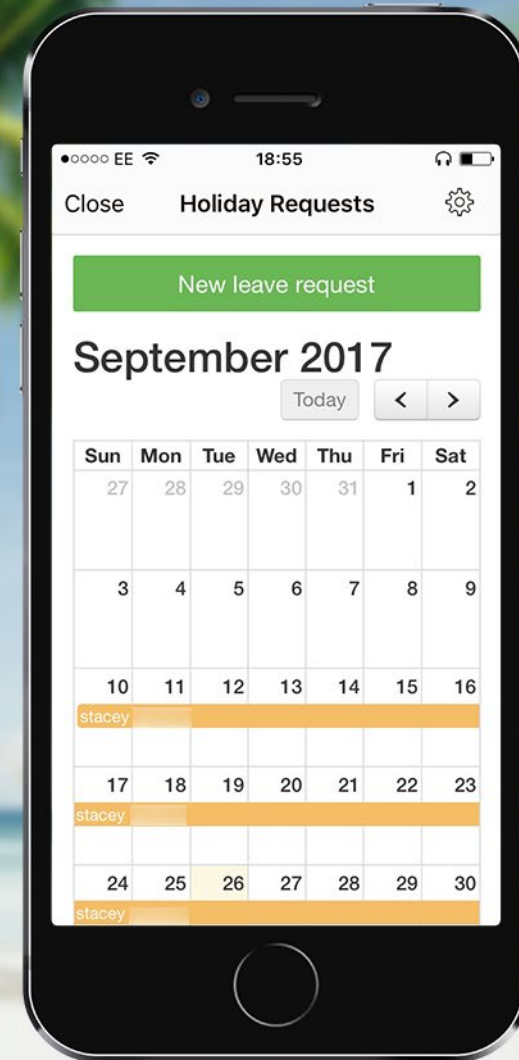 EE 18:55
Close Holiday Requests
New leave request
September 2017
Today < >
Sun Mon Tue Wed Thu Fri Sat
27 28 29 30 31 1 2
3 4 5 6 7 8 9
10 11 12 13 14 15 16
stacey
17 18 19 20 21 22 23
stacey
24 25 26 27 28 29 30
stacey